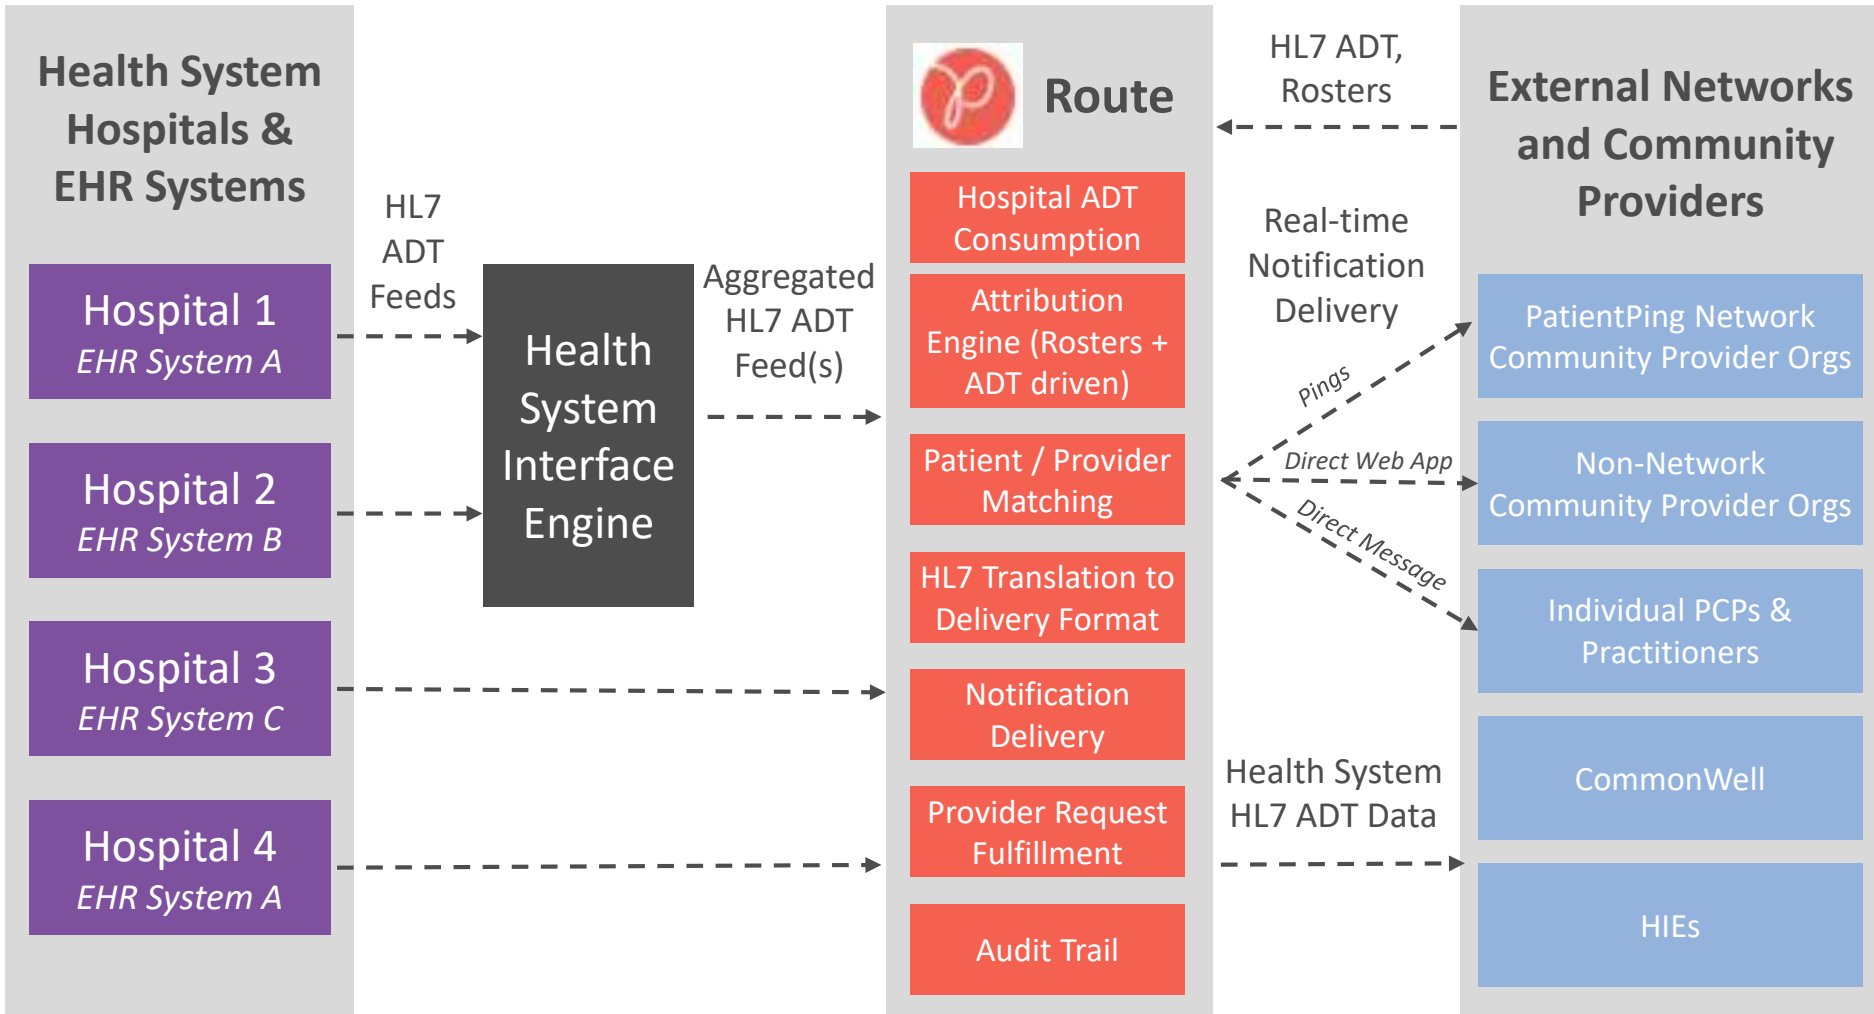 Health System
Hospitals &
EHR Systems
Hospital 1
EHR System A
Hospital 2
EHR System B
Hospital 3
EHR System C
Hospital 4
EHR System A
HL7
ADT
Feeds
Health
System
Interface
Engine
Aggregated
HL7 ADT
Feed(s)
Route
Hospital ADT
Consumption
Attribution
Engine (Rosters +
ADT driven)
Patient / Provider
Matching
HL7 Translation to
Delivery Format
Notification
Delivery
Provider Request
Fulfillment
Audit Trail
HL7 ADT,
Rosters
Real-time
Notification
Delivery
Pings
Direct Web App
Direct Message
Health System
HL7 ADT Data
External Networks
and Community
Providers
PatientPing Network
Community Provider Orgs
Non-Network
Community Provider Orgs
Individual PCPs &
Practitioners
CommonWell
HIEs